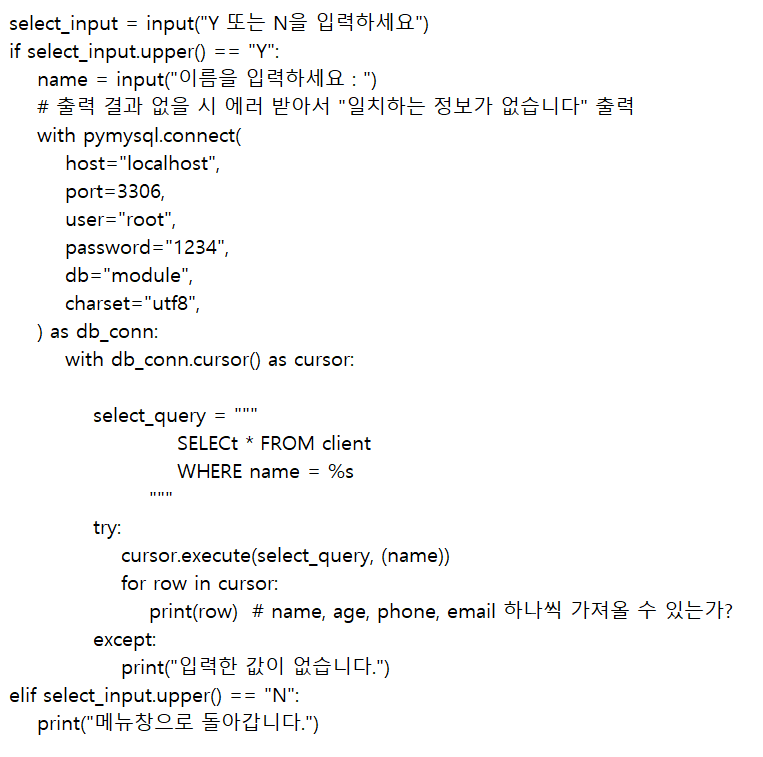 select_input = input("Y 또는 N을 입력하세요")
if select_input.upper() == "Y":
name = input("이름을 입력하세요 : ")
# 출력 결과 없을 시 에러 받아서 "일치하는 정보가 없습니다" 출력
with pymysql.connect(
host="localhost",
port=3306,
user="root",
password="1234",
db="module",
charset="utf8",
) as db_conn:
with db_conn.cursor() as cursor:
select_query = """
SELECt * FROM client
WHERE name = %s
"""
try:
cursor.execute(select_query, (name))
for row in cursor:
print(row)  # name, age, phone, email 하나씩 가져올 수 있는가?
except:
print("입력한 값이 없습니다.")
elif select_input.upper() == "N":
print("메뉴창으로 돌아갑니다.")